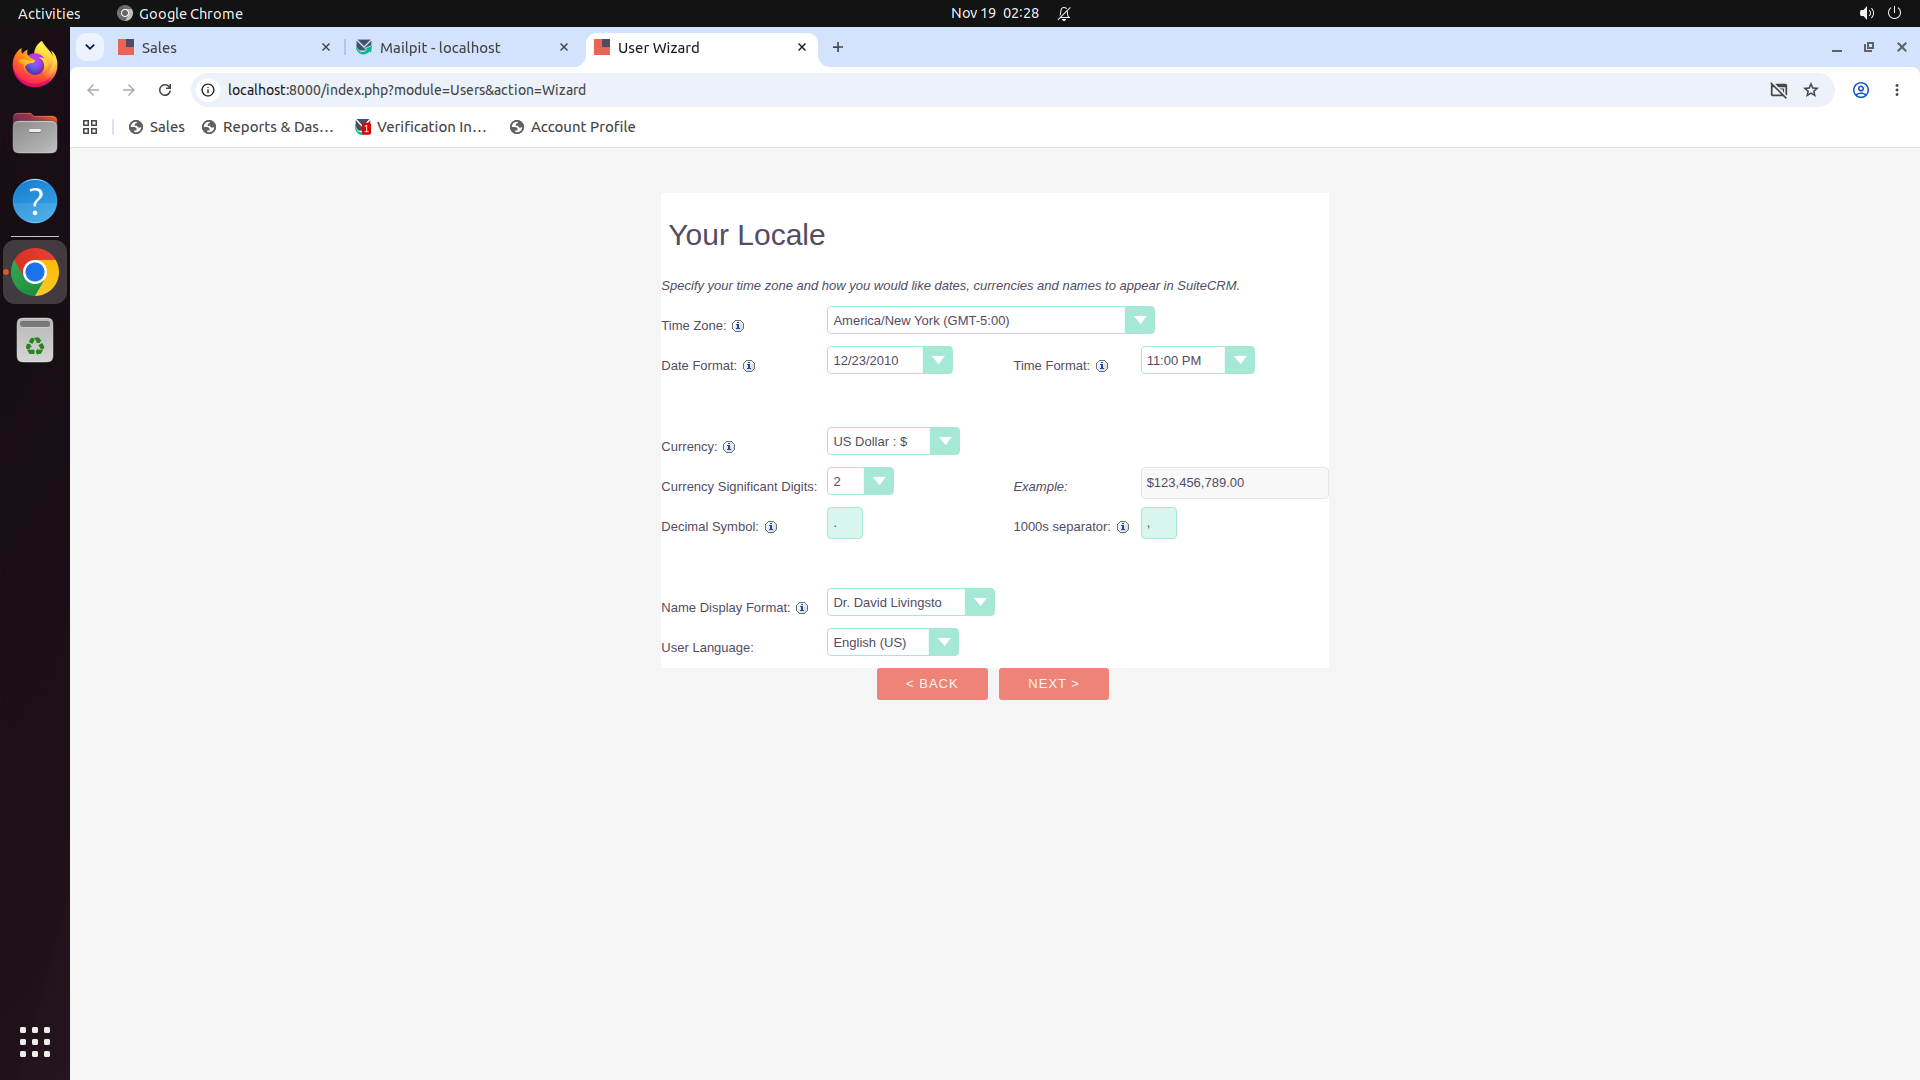 Activities
Google Chrome
Nov 19 02:28
Sales
Mailpit - localhost
User Wizard
localhost:8000/index.php?module=Users&action=Wizard
Sales
Reports & Das...
1
Verification In...
Account Profile
Your Locale
Specify your time zone and how you would like dates, currencies and names to appear in SuiteCRM.
Time Zone:
America/New York (GMT-5:00)
Date Format:
12/23/2010
Time Format:
11:00 PM
Currency:
US Dollar : $
Currency Significant Digits:
2
Example:
$123,456,789.00
Decimal Symbol:
.
1000s separator:
,
Name Display Format:
Dr. David Livingsto
User Language:
English (US)
< BACK
NEXT >